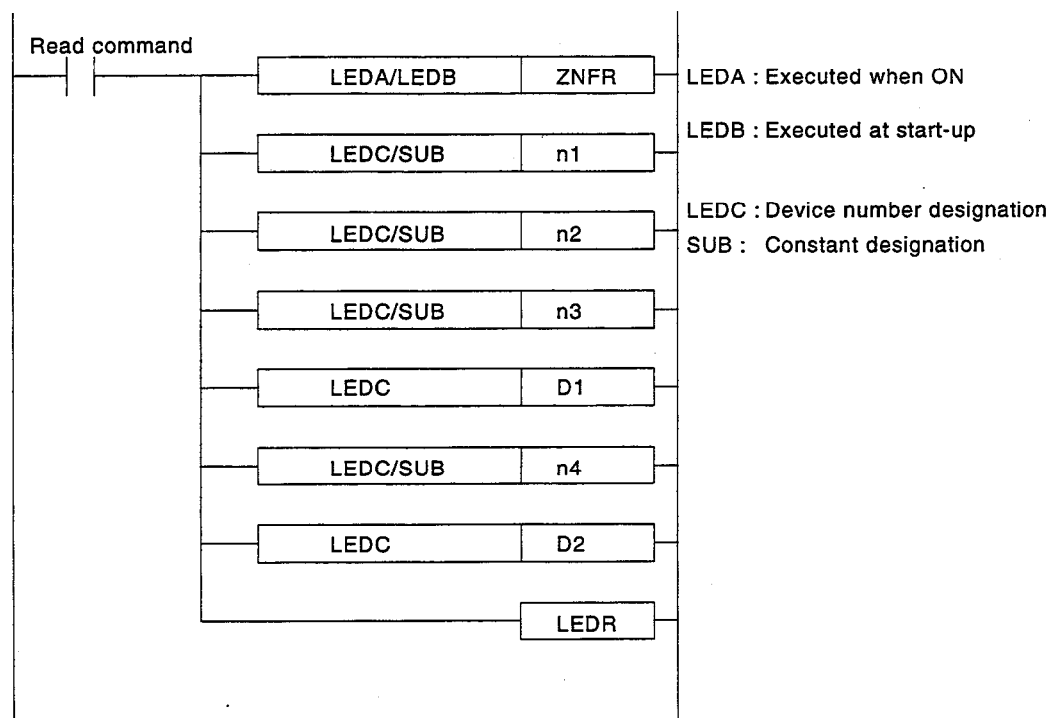 Read command
LEDA/LEDB ZNFR LEDA : Executed when ON
LEDB : Executed at start-up
LEDC/SUB n1
LEDC : Device number designation
LEDC/SUB n2
SUB : Constant designation
LEDC/SUB n3
LEDC D1
LEDC/SUB n4
LEDC D2
LEDR